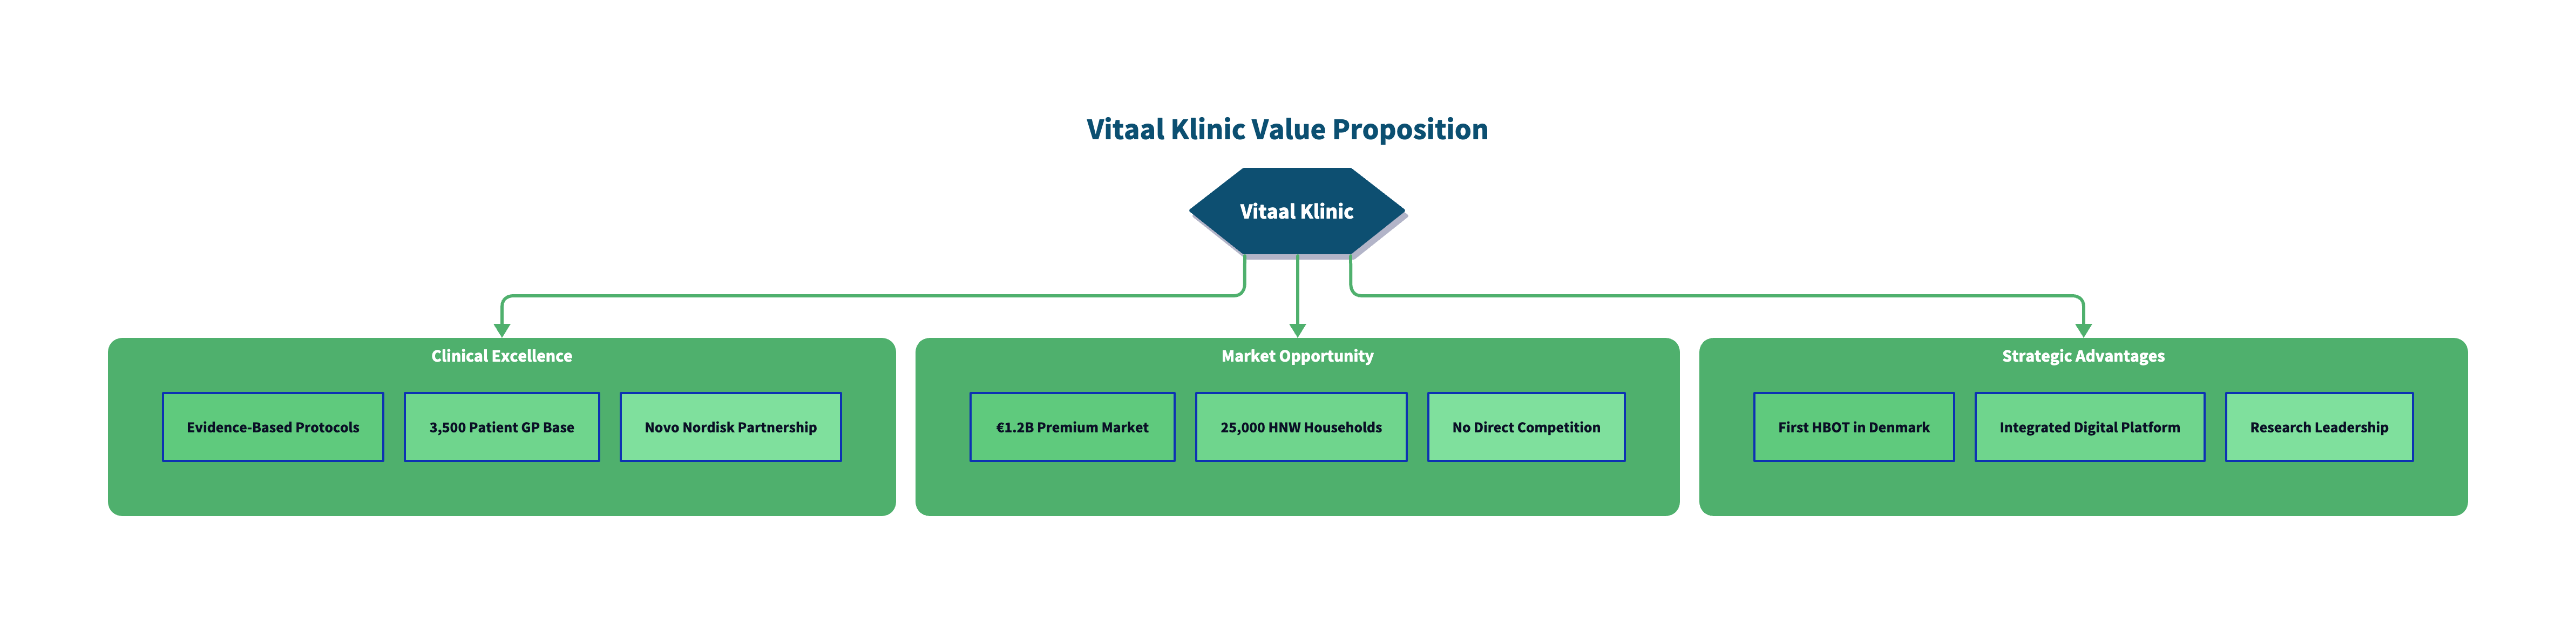 Vitaal Klinic Value Proposition
Vitaal Klinic
Clinical Excellence
Evidence-Based Protocols
3,500 Patient GP Base
Novo Nordisk Partnership
Market Opportunity
€1.2B Premium Market
25,000 HNW Households
No Direct Competition
Strategic Advantages
First HBOT in Denmark
Integrated Digital Platform
Research Leadership